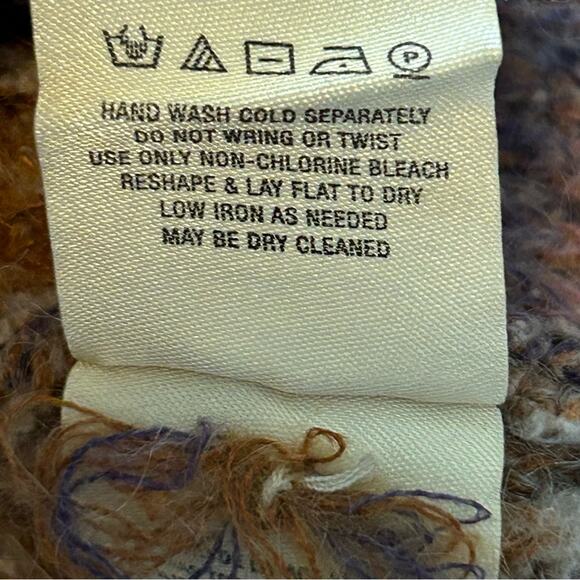 P
HAND WASH COLD SEPARATELY
DO NOT WRING OR TWIST
USE ONLY NON-CHLORINE BLEACH
RESHAPE & LAY FLAT TO DRY
LOW IRON AS NEEDED
MAY BE DRY CLEANED